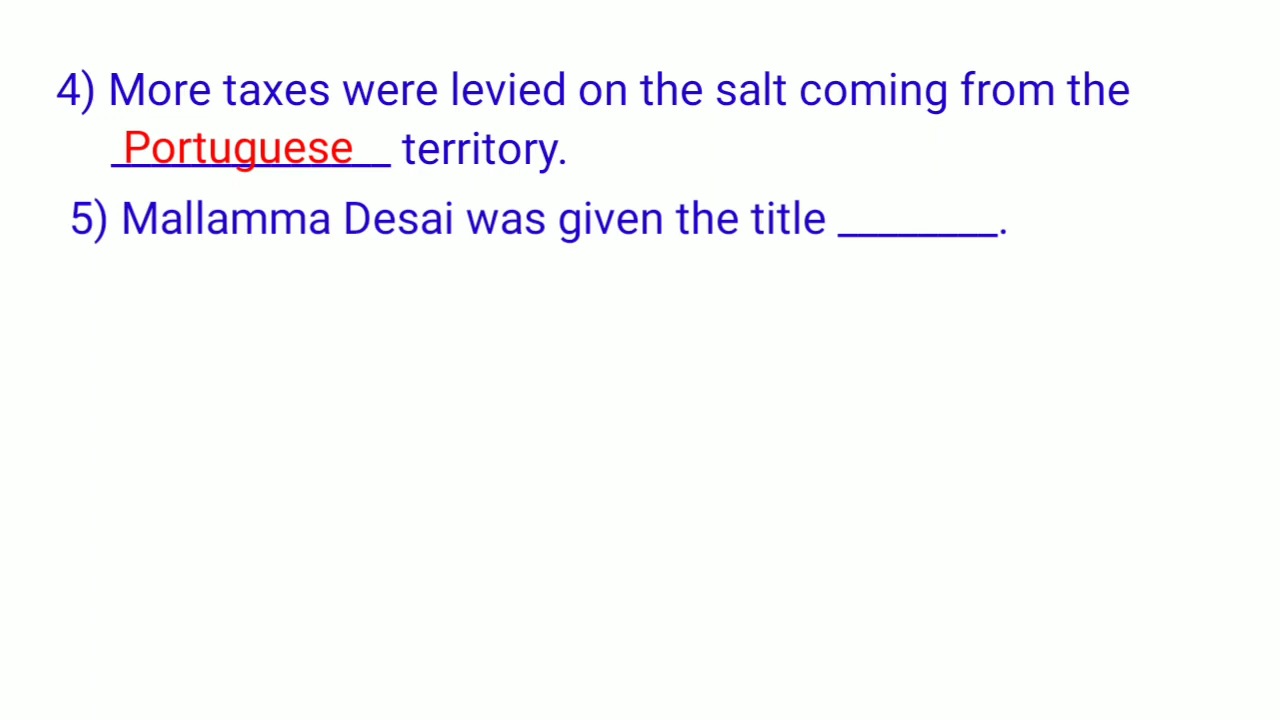 4) More taxes were levied on the salt coming from the
Portuguese territory.
5) Mallamma Desai was given the title ________.